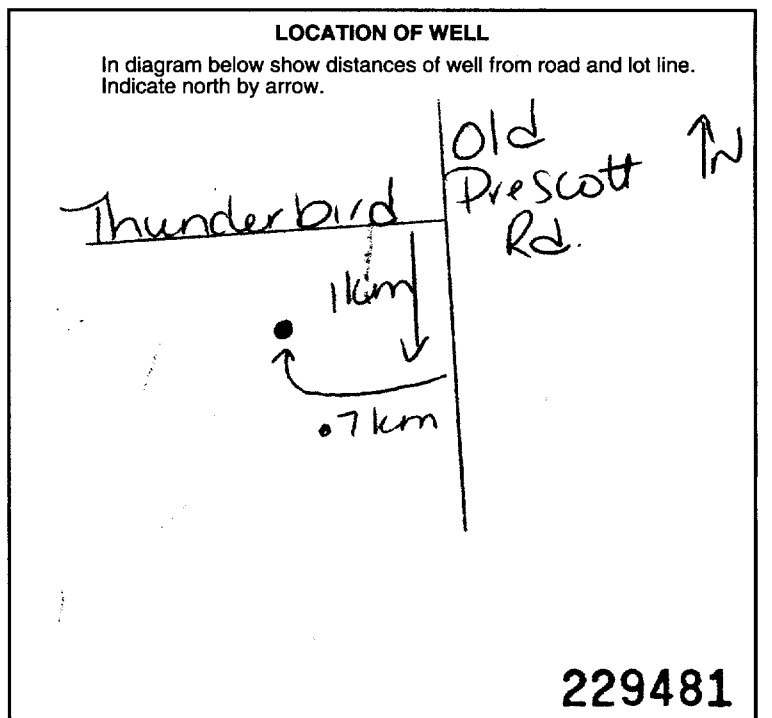 LOCATION OF WELL
In diagram below show distances of well from road and lot line.
Indicate north by arrow.
Old
Prescott
Rd.
N
Thunderbird
1km
.7km
229481